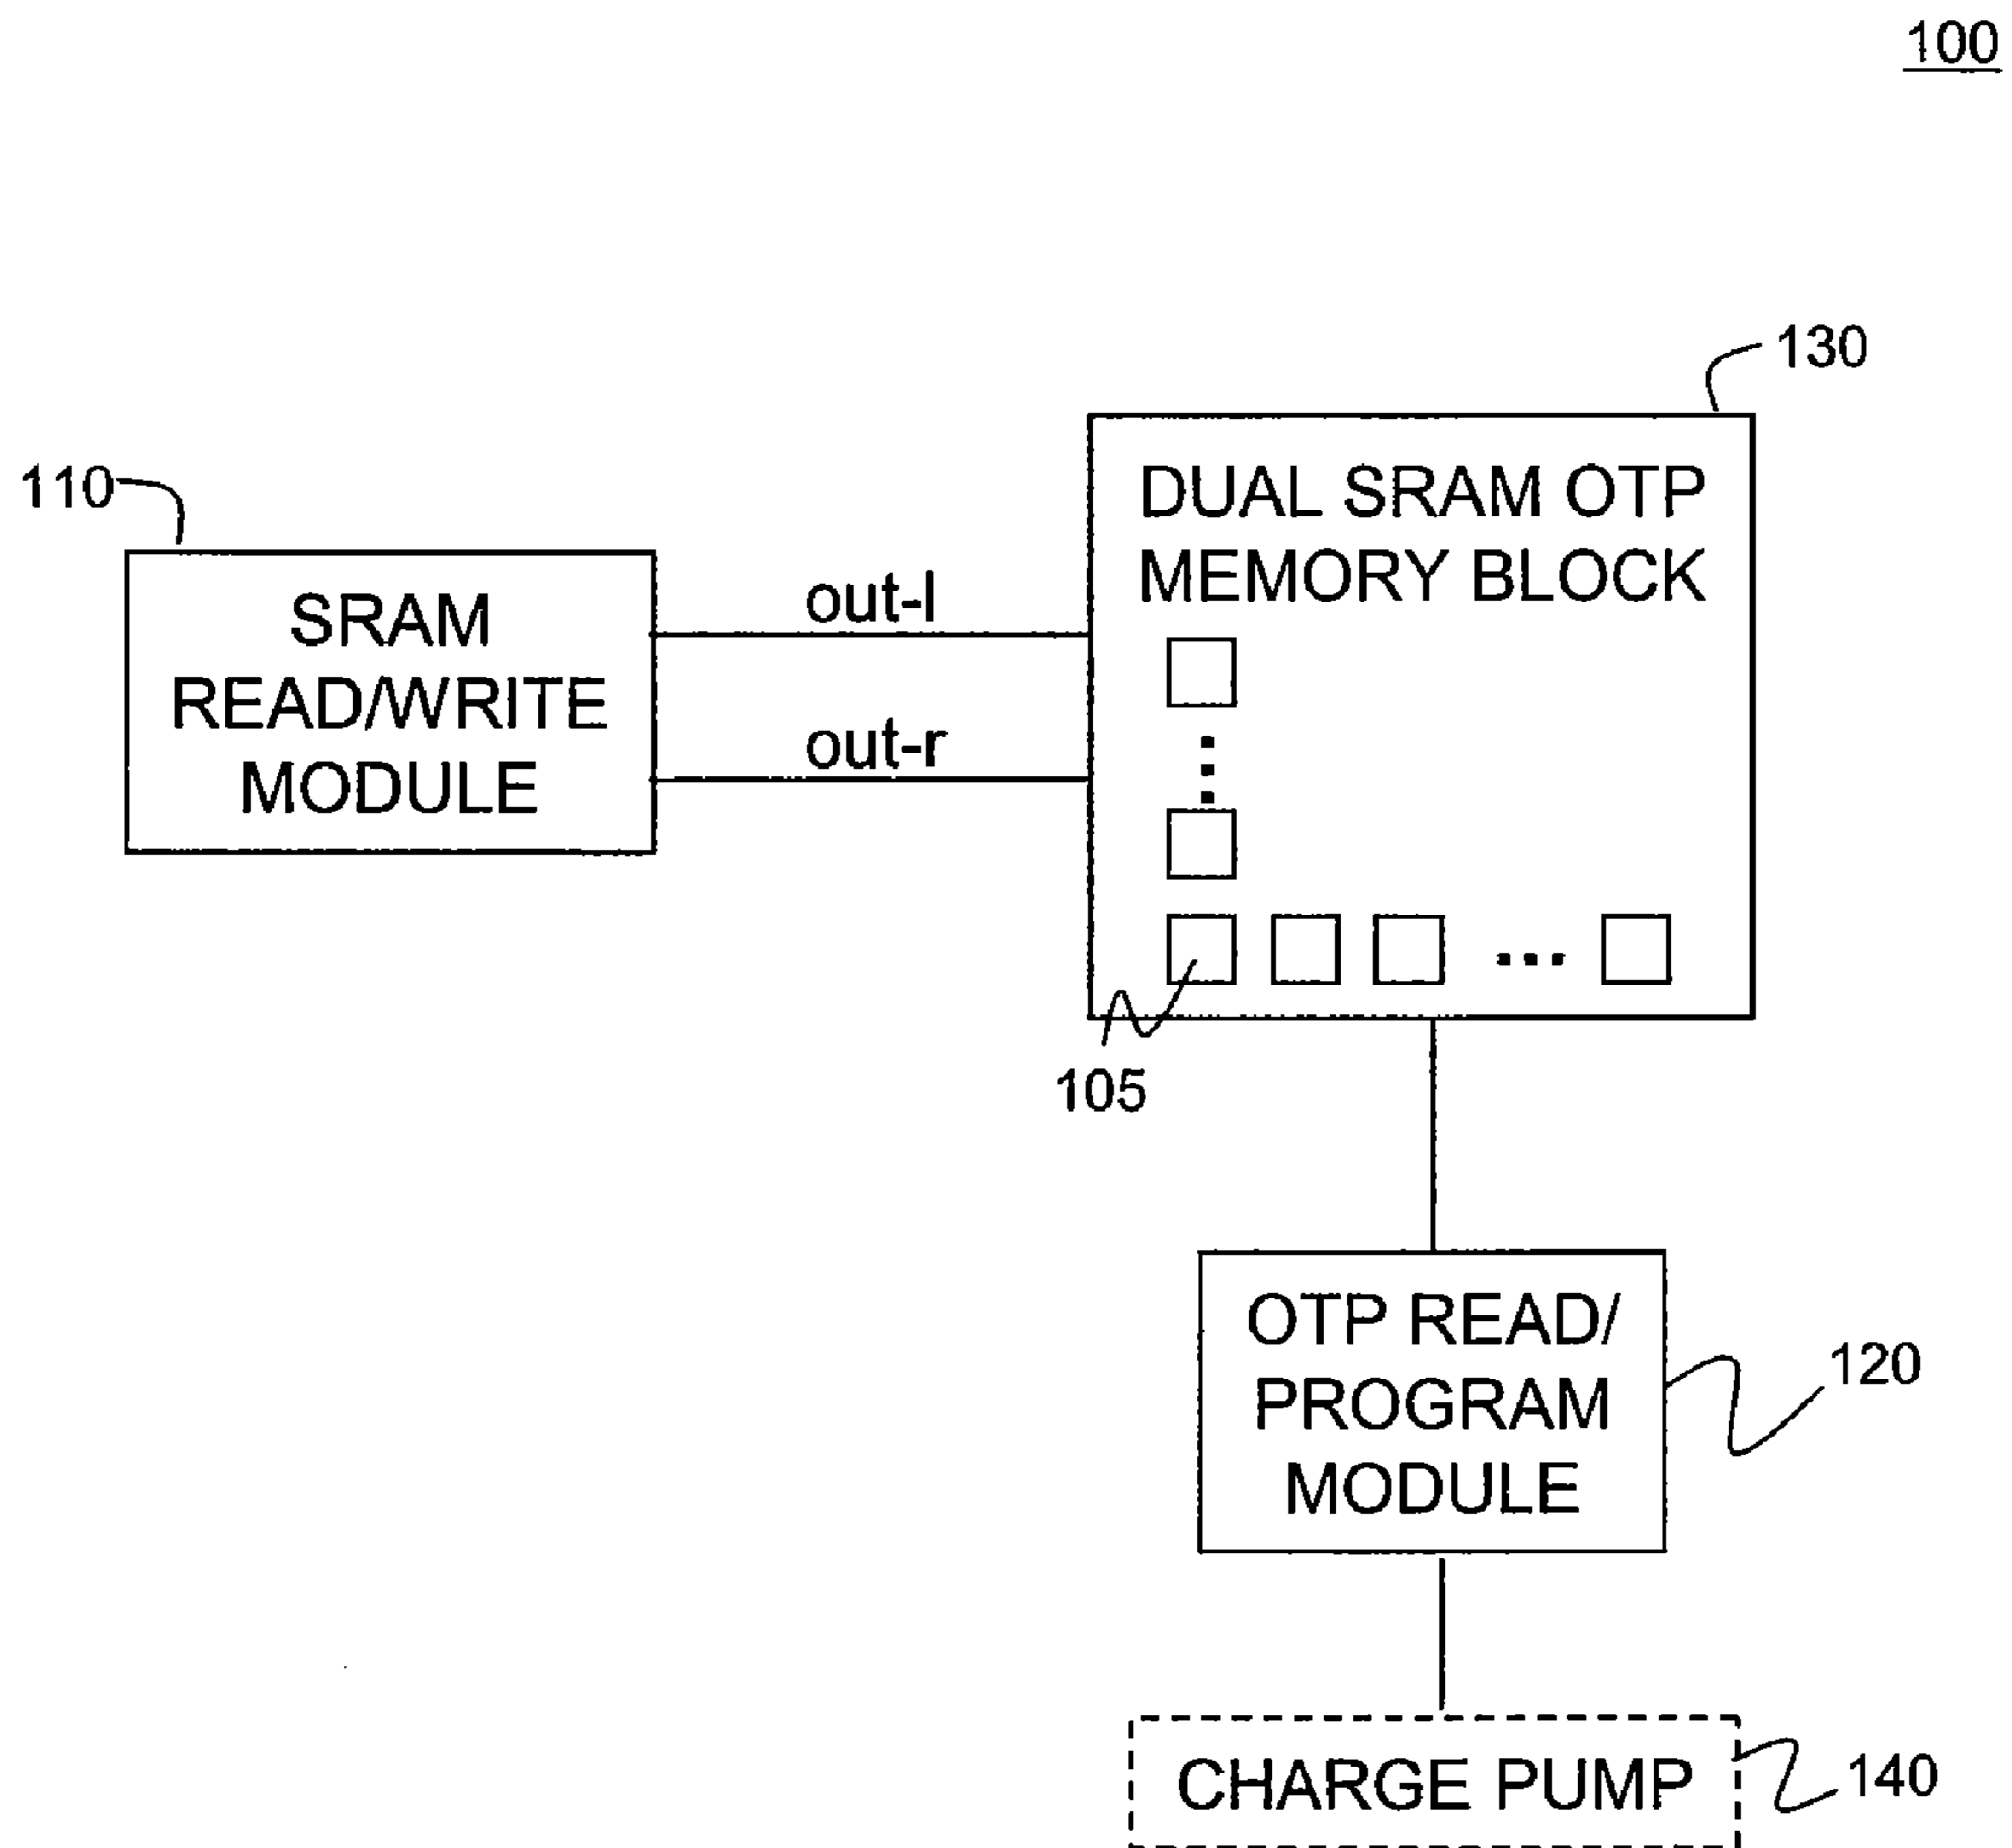 100
130
110
DUAL SRAM OTP
MEMORY BLOCK
SRAM
READ/WRITE
MODULE
out-l
out-r
...
105
OTP READ/
PROGRAM
MODULE
120
CHARGE PUMP
140